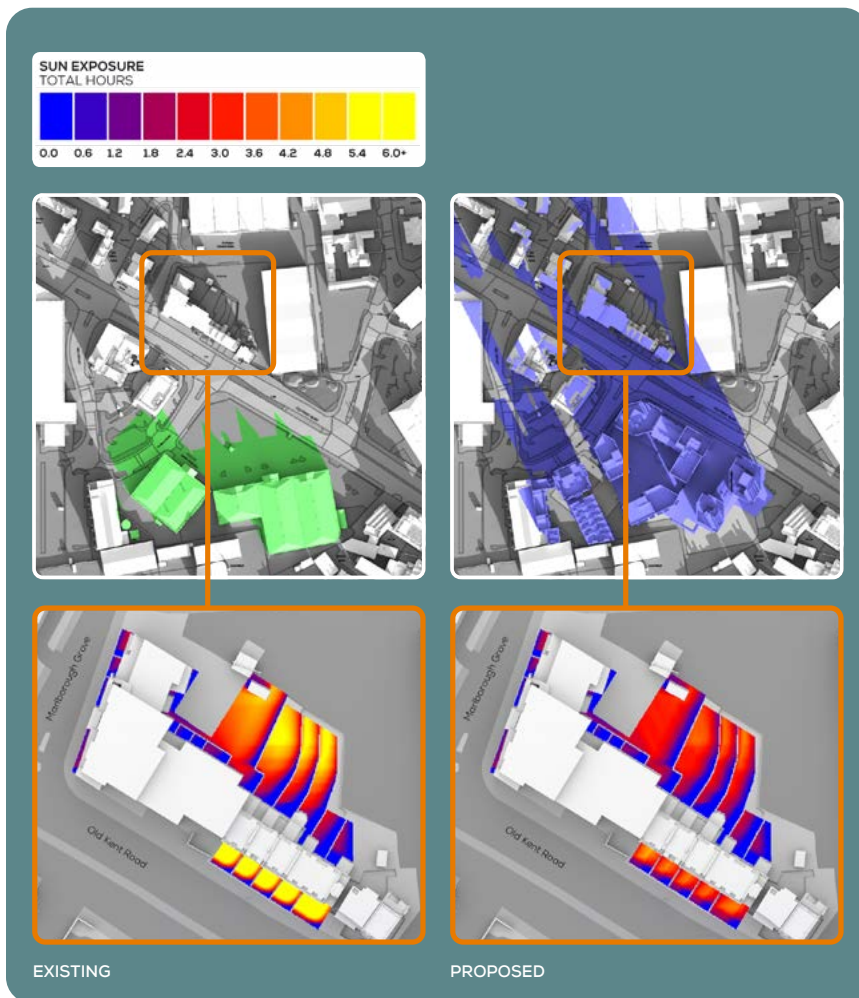 SUN EXPOSURE
TOTAL HOURS
0.0 0.6 1.2 1.8 2.4 3.0 3.6 4.2 4.8 5.4 6.0+
Marlborough Grove
Old Kent Road
Marlborough Grove
Old Kent Road
EXISTING
PROPOSED